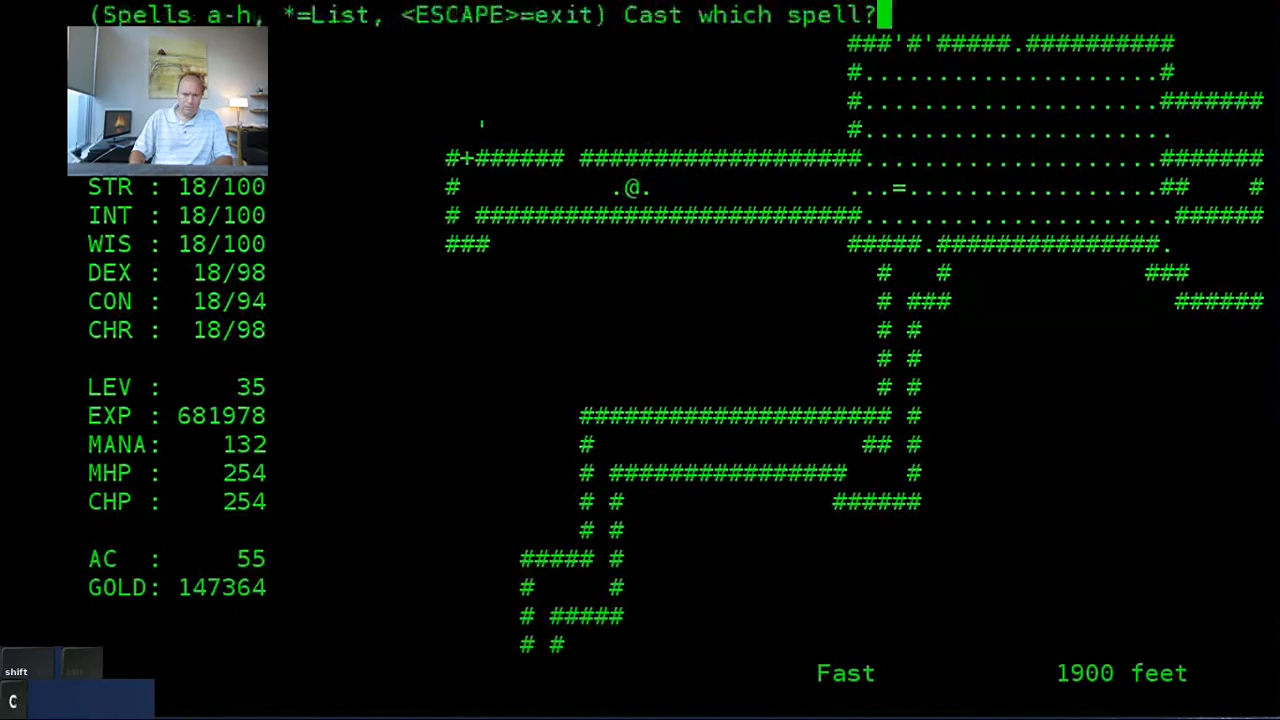 (Spells a-h, *=List, <ESCAPE>=exit) Cast which spell?
###'#'#####.##########
#....................#
#....................#######
#.....................
'
#+###### ###################....................#######
# .@. ...=.................## #
# ##########################.....................######
### #####.###############.
# # ###
# ### ######
# #
# #
# #
##################### #
# ## #
# ################ #
# # ######
# #
##### #
# #
# #####
# #
STR : 18/100
INT : 18/100
WIS : 18/100
DEX : 18/98
CON : 18/94
CHR : 18/98
LEV : 35
EXP : 681978
MANA: 132
MHP : 254
CHP : 254
AC : 55
GOLD: 147364
Fast 1900 feet
shift
C